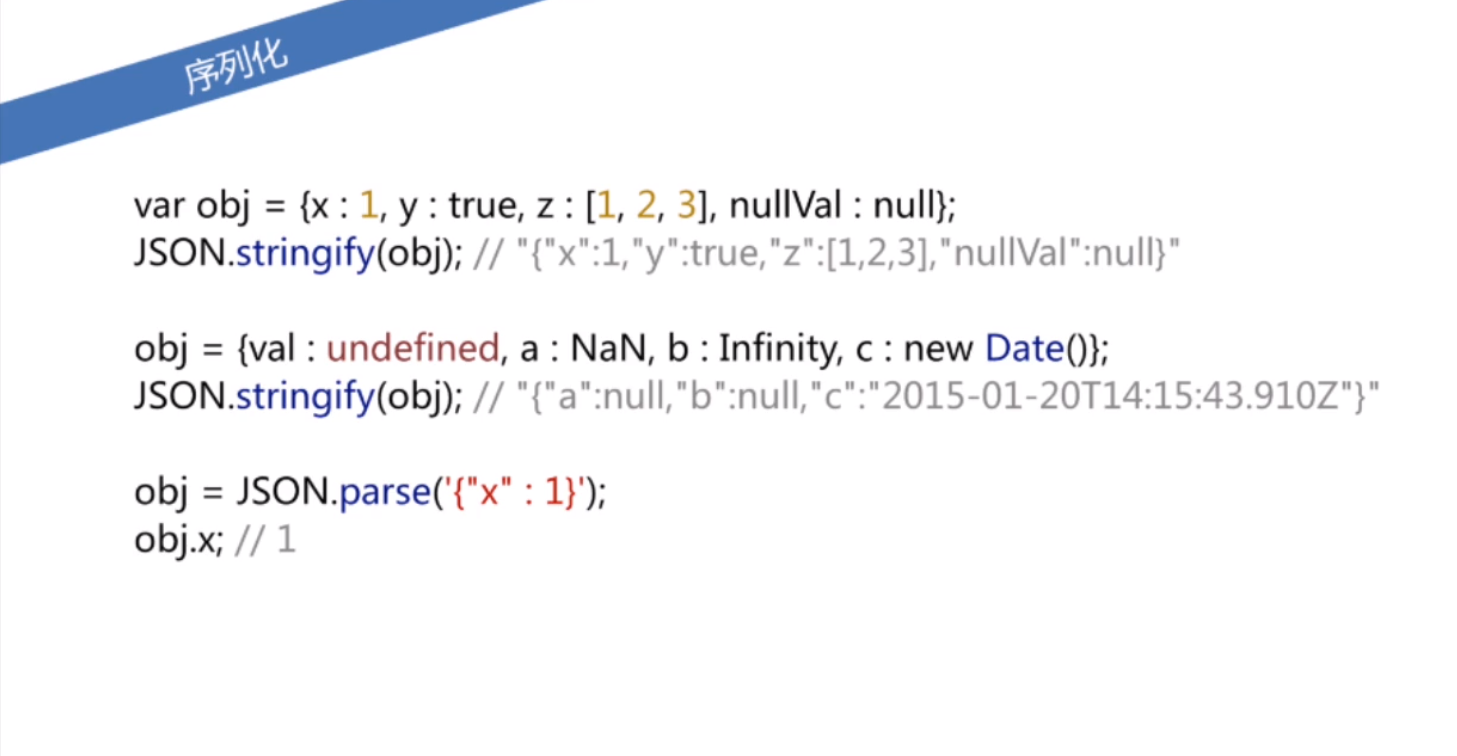 序列化
var obj = {x : 1, y : true, z : [1, 2, 3], nullVal : null};
JSON.stringify(obj); // "{"x":1,"y":true,"z":[1,2,3],"nullVal":null}"
obj = {val : undefined, a : NaN, b : Infinity, c : new Date()};
JSON.stringify(obj); // "{"a":null,"b":null,"c":"2015-01-20T14:15:43.910Z"}"
obj = JSON.parse('{"x" : 1}');
obj.x; // 1